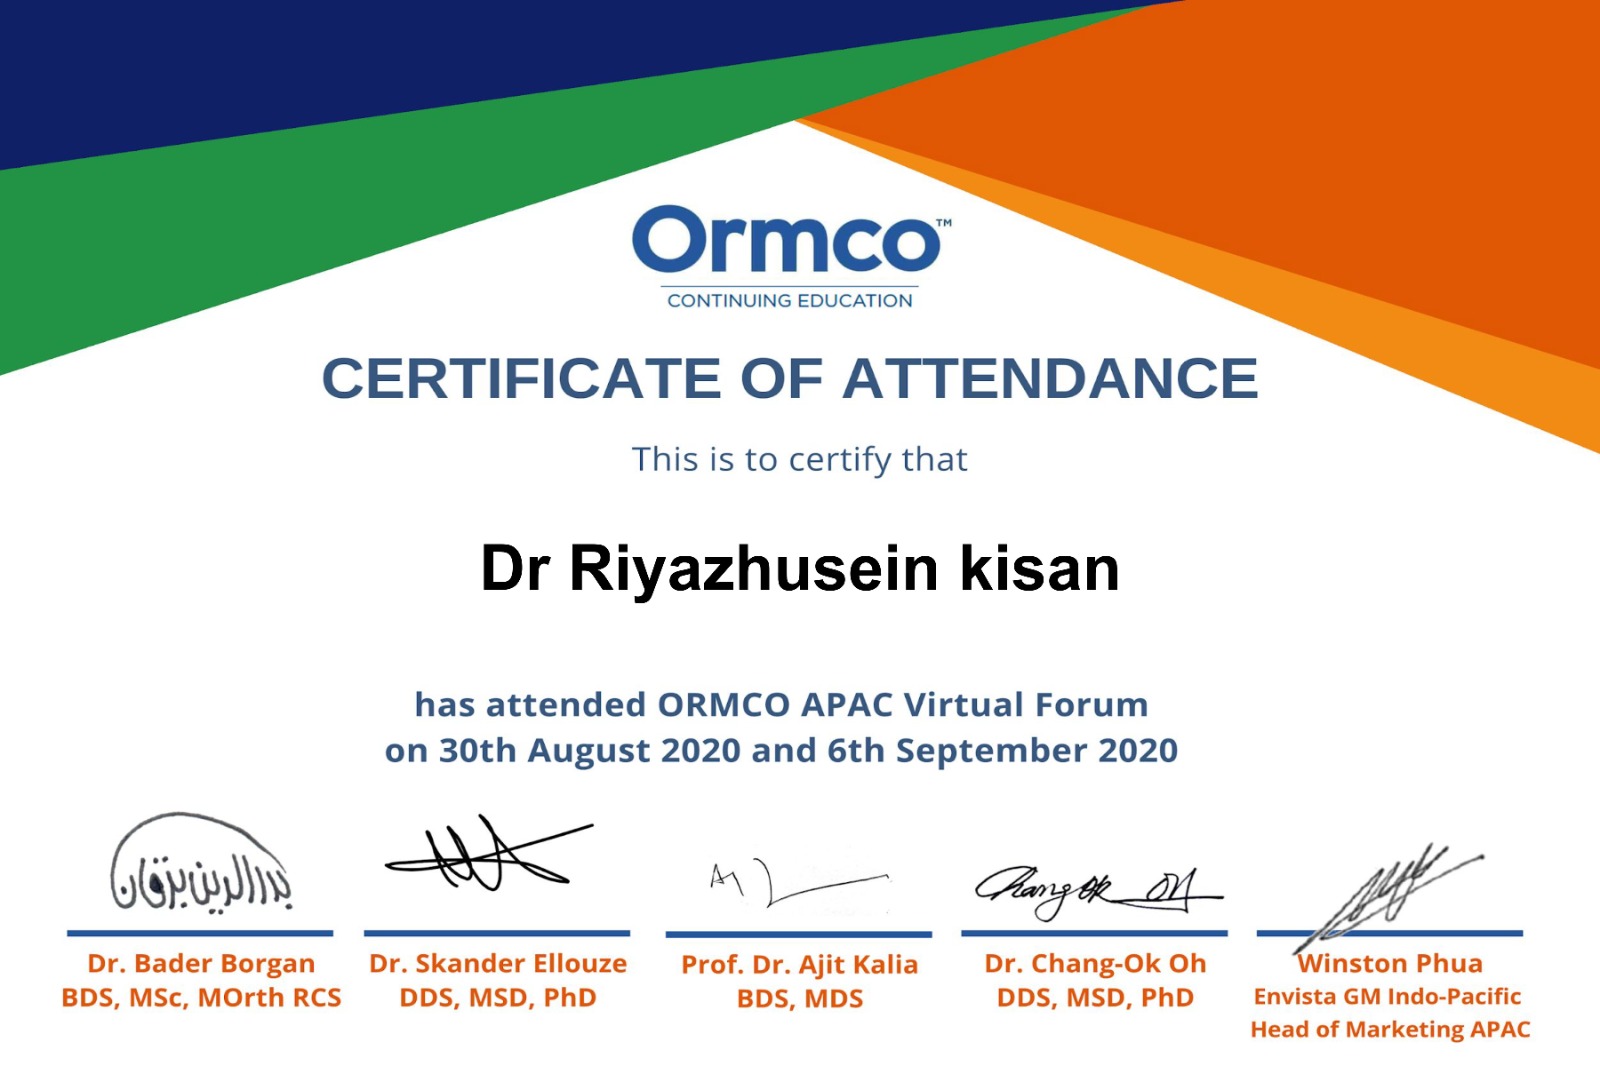 Ormco™
CONTINUING EDUCATION
CERTIFICATE OF ATTENDANCE
This is to certify that
Dr Riyazhusein kisan
has attended ORMCO APAC Virtual Forum
on 30th August 2020 and 6th September 2020
بدرالدين بزقان
Chang Ok Oh
Dr. Bader Borgan
BDS, MSc, MOrth RCS
Dr. Skander Ellouze
DDS, MSD, PhD
Prof. Dr. Ajit Kalia
BDS, MDS
Dr. Chang-Ok Oh
DDS, MSD, PhD
Winston Phua
Envista GM Indo-Pacific
Head of Marketing APAC